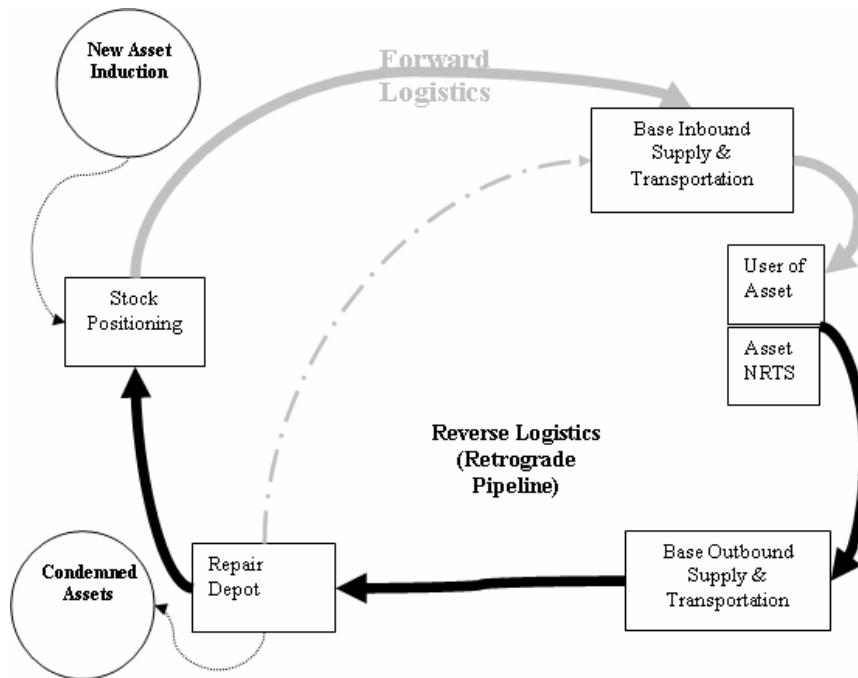 New Asset
Induction
Forward
Logistics
Base Inbound
Supply &
Transportation
User of
Asset
Asset
NRTS
Stock
Positioning
Reverse Logistics
(Retrograde
Pipeline)
Base Outbound
Supply &
Transportation
Repair
Depot
Condemned
Assets